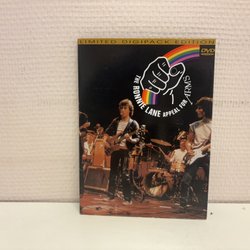 LIMITED DIGIPACK EDITION
DVD
THE RONNIE LANE APPEAL FOR
ARMS